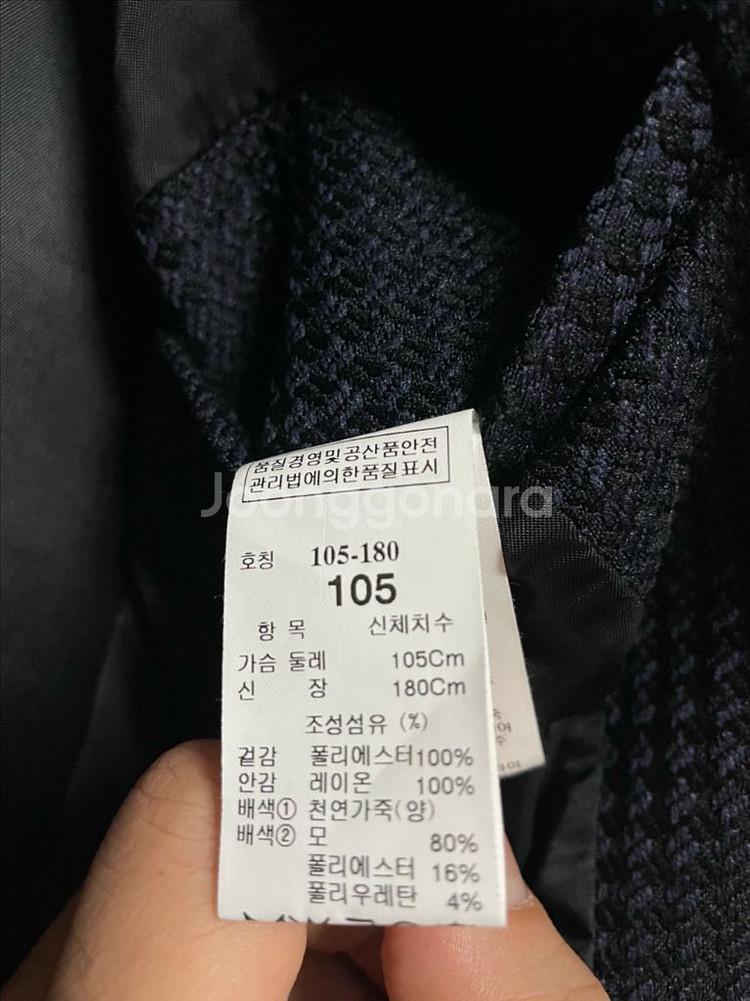 품질경영및공산품안전
관리법에의한품질표시
Joonggonara
호칭 105-180
105
항 목 신체치수
가슴 둘레 105Cm
신 장 180Cm
조성섬유 (%)
겉감 폴리에스터100%
안감 레이온 100%
배색① 천연가죽(양)
배색② 모 80%
폴리에스터 16%
폴리우레탄 4%